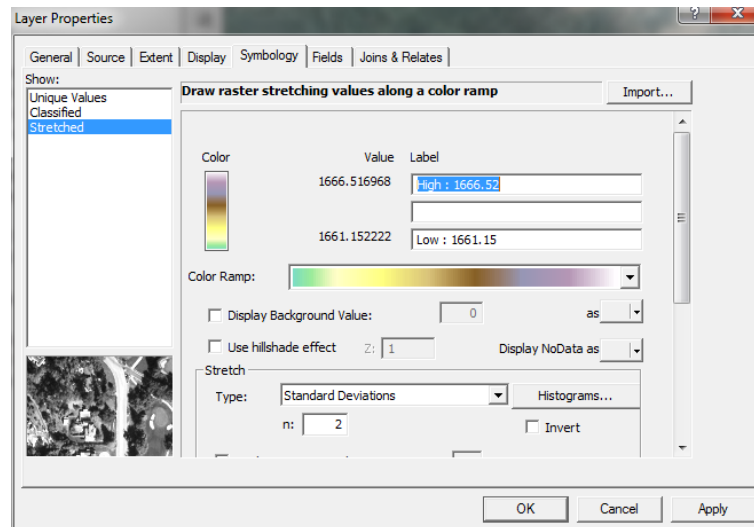 Layer Properties
? X
General Source Extent Display Symbology Fields Joins & Relates
Show:
Unique Values
Classified
Stretched
Draw raster stretching values along a color ramp
Import...
Color Value Label
1666.516968 High : 1666.52
1661.152222 Low : 1661.15
Color Ramp:
Display Background Value: 0 as
Use hillshade effect Z: 1 Display NoData as
Stretch
Type: Standard Deviations Histograms...
n: 2 Invert
OK Cancel Apply